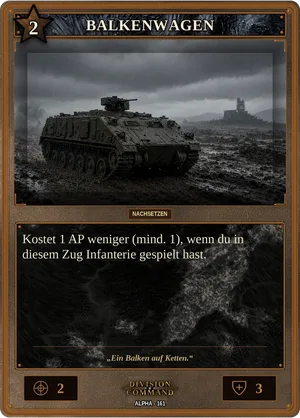 2
BALKENWAGEN
NACHSETZEN
Kostet 1 AP weniger (mind. 1), wenn du in
diesem Zug Infanterie gespielt hast.
„Ein Balken auf Ketten.“
DIVISION
COMMAND
ALPHA · 161
2
3